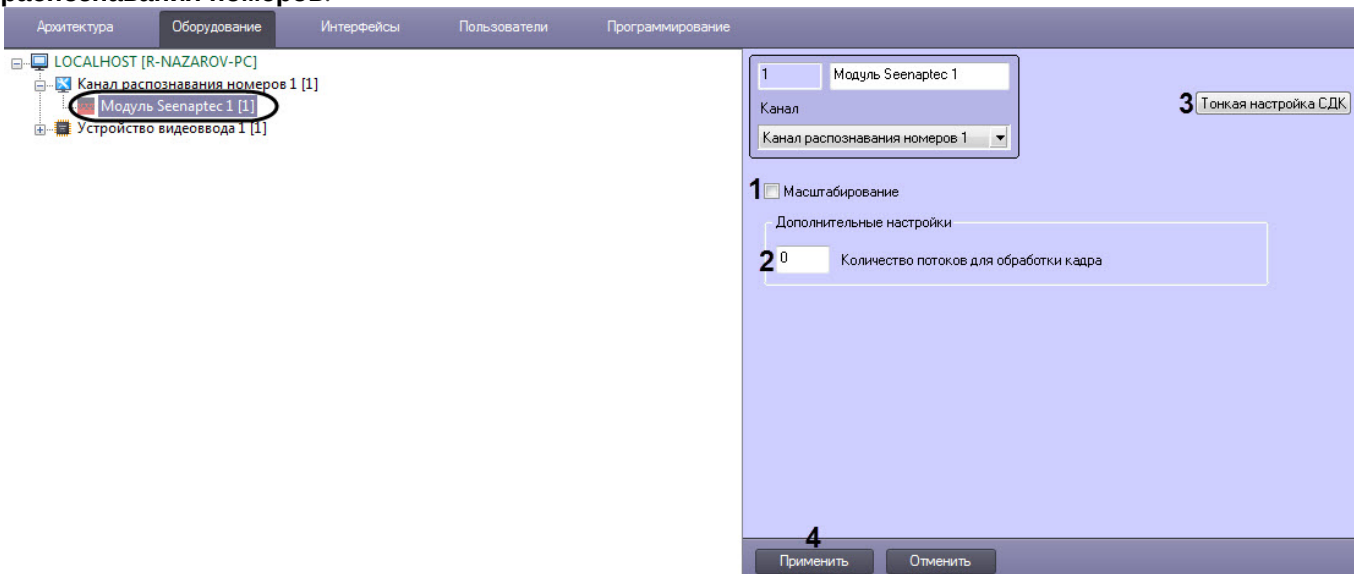 распознавания номеров.
Архитектура Оборудование Интерфейсы Пользователи Программирование
LOCALHOST [R-NAZAROV-PC]
Канал распознавания номеров 1 [1]
Модуль Seenaptec 1 [1]
Устройство видеоввода 1 [1]
1 Модуль Seenaptec 1
Канал
Канал распознавания номеров 1
3 Тонкая настройка СДК
1 Масштабирование
Дополнительные настройки
2 0 Количество потоков для обработки кадра
4
Применить Отменить